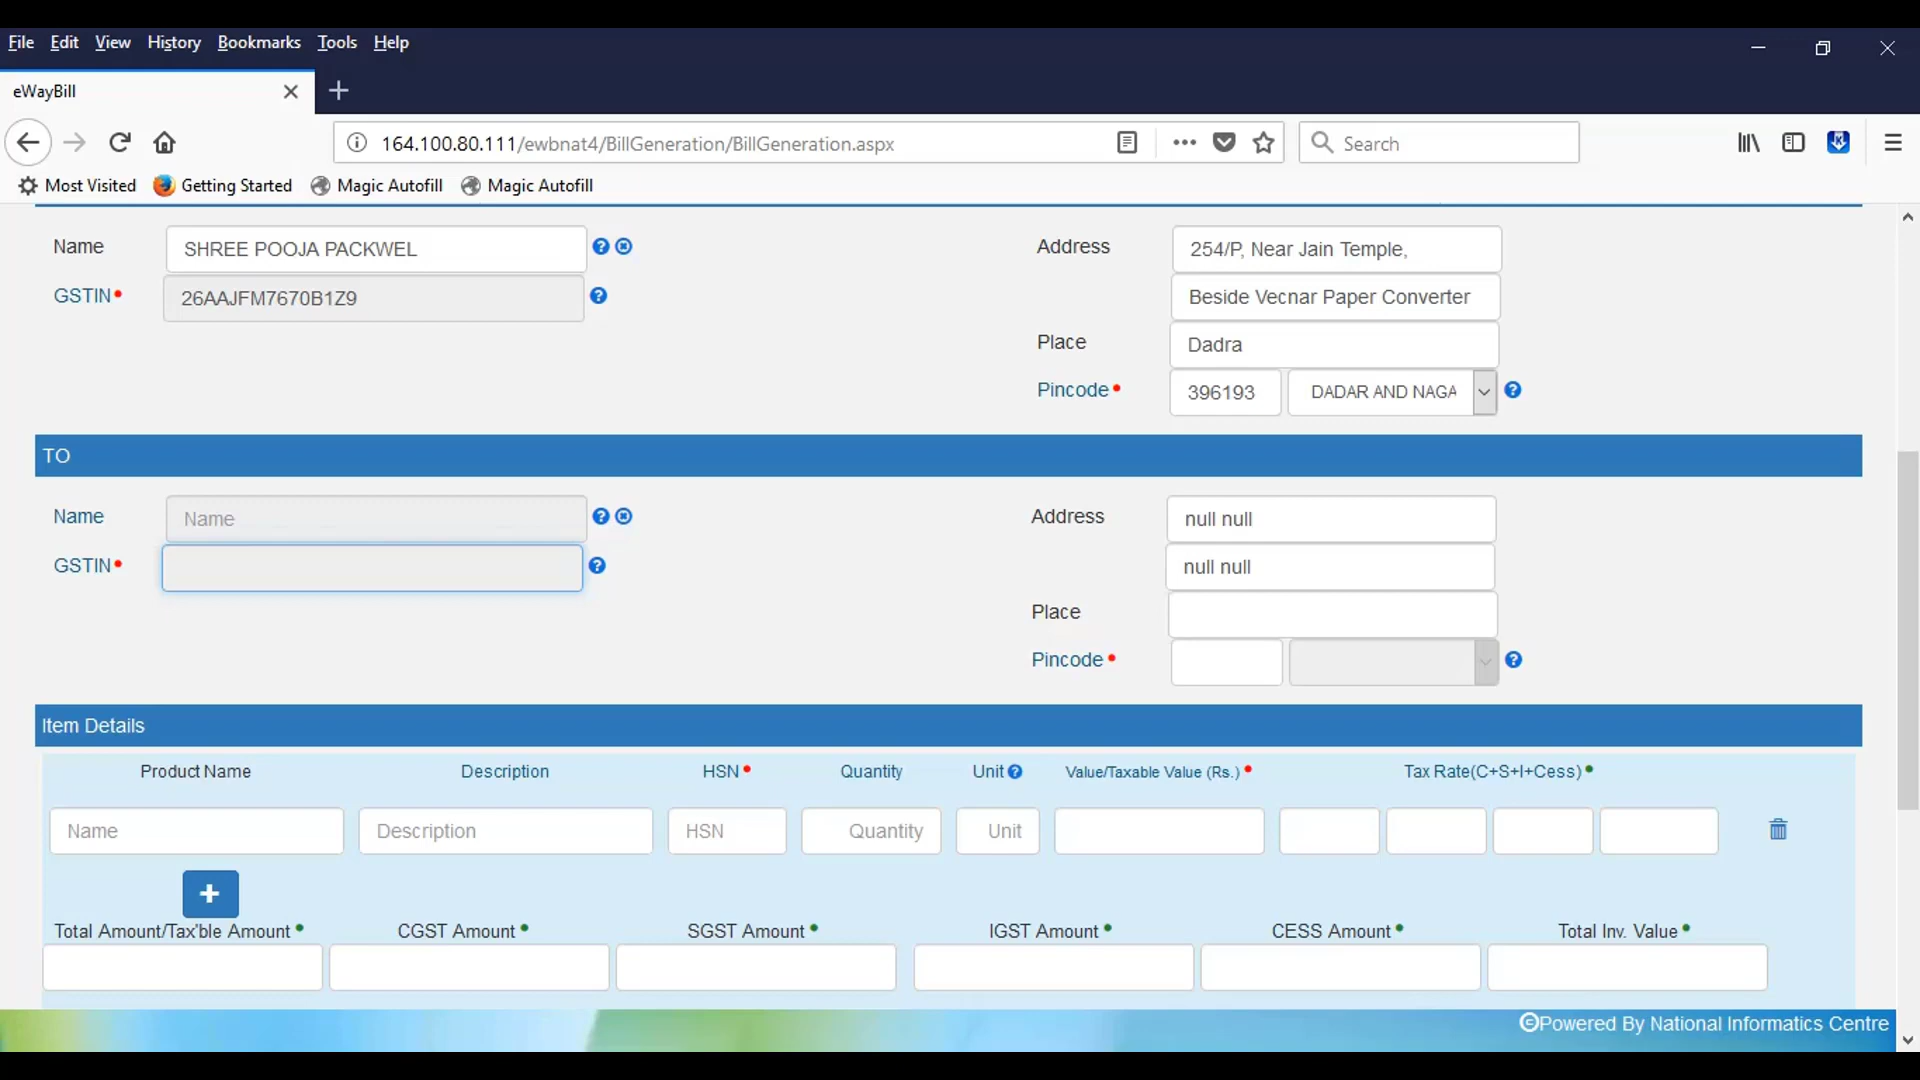 File Edit View History Bookmarks Tools Help
eWayBill
164.100.80.111/ewbnat4/BillGeneration/BillGeneration.aspx
Search
Most Visited Getting Started Magic Autofill Magic Autofill
Name SHREE POOJA PACKWEL Address 254/P, Near Jain Temple,
GSTIN 26AAJFM7670B1Z9 Beside Vecnar Paper Converter
Place Dadra
Pincode 396193 DADAR AND NAGA
TO
Name Name Address null null
GSTIN null null
Place
Pincode
Item Details
Product Name Description HSN Quantity Unit Value/Taxable Value (Rs.) Tax Rate(C+S+I+Cess)
Name Description HSN Quantity Unit
+
Total Amount/Tax'ble Amount CGST Amount SGST Amount IGST Amount CESS Amount Total Inv. Value
©Powered By National Informatics Centre